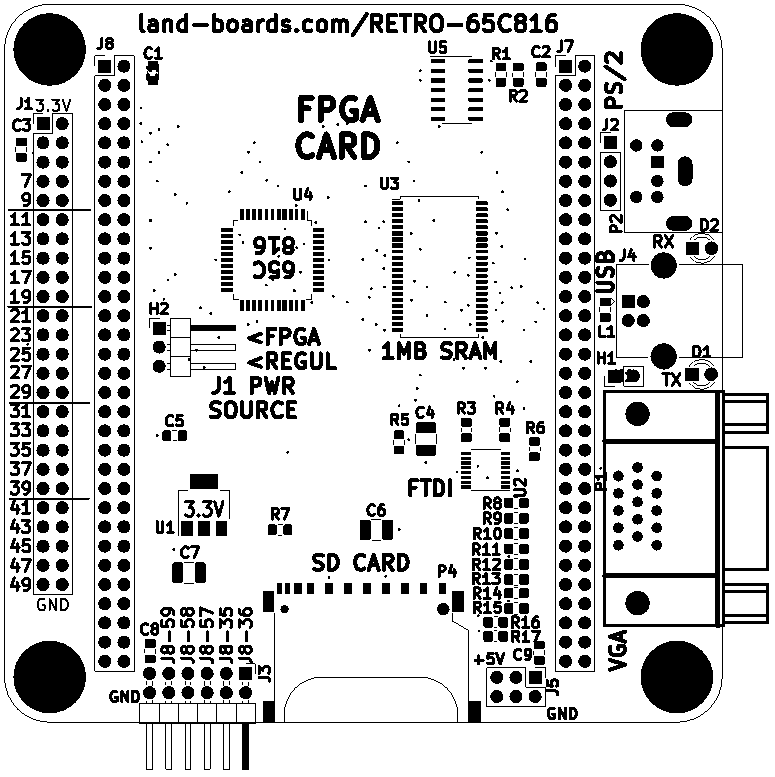 land-boards.com/RETRO-65C816
J8
C1
U5
R1
C2
J7
R2
PS/2
J1
3.3V
C3
FPGA
CARD
J2
7
9
11
13
15
17
19
21
23
25
27
29
31
33
35
37
39
41
43
45
47
49
GND
U4
U3
65C
816
P2
D2
RX
J4
USB
L1
H2
<FPGA
<REGUL
J1 PWR
SOURCE
1MB SRAM
H1
D1
TX
C5
R5
C4
R3
R4
R6
P1
FTDI
U2
3.3V
U1
R7
C6
R8
R9
R10
R11
R12
R13
R14
R15
R16
R17
C7
SD CARD
P4
C8
J8-59
J8-58
J8-57
J8-35
J8-36
J3
GND
+5V
C9
J5
GND
VGA